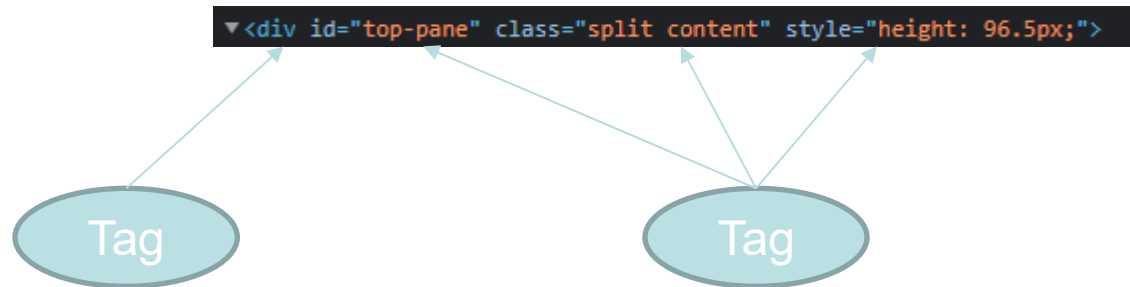 ▼<div id="top-pane" class="split content" style="height: 96.5px;">
Tag
Tag